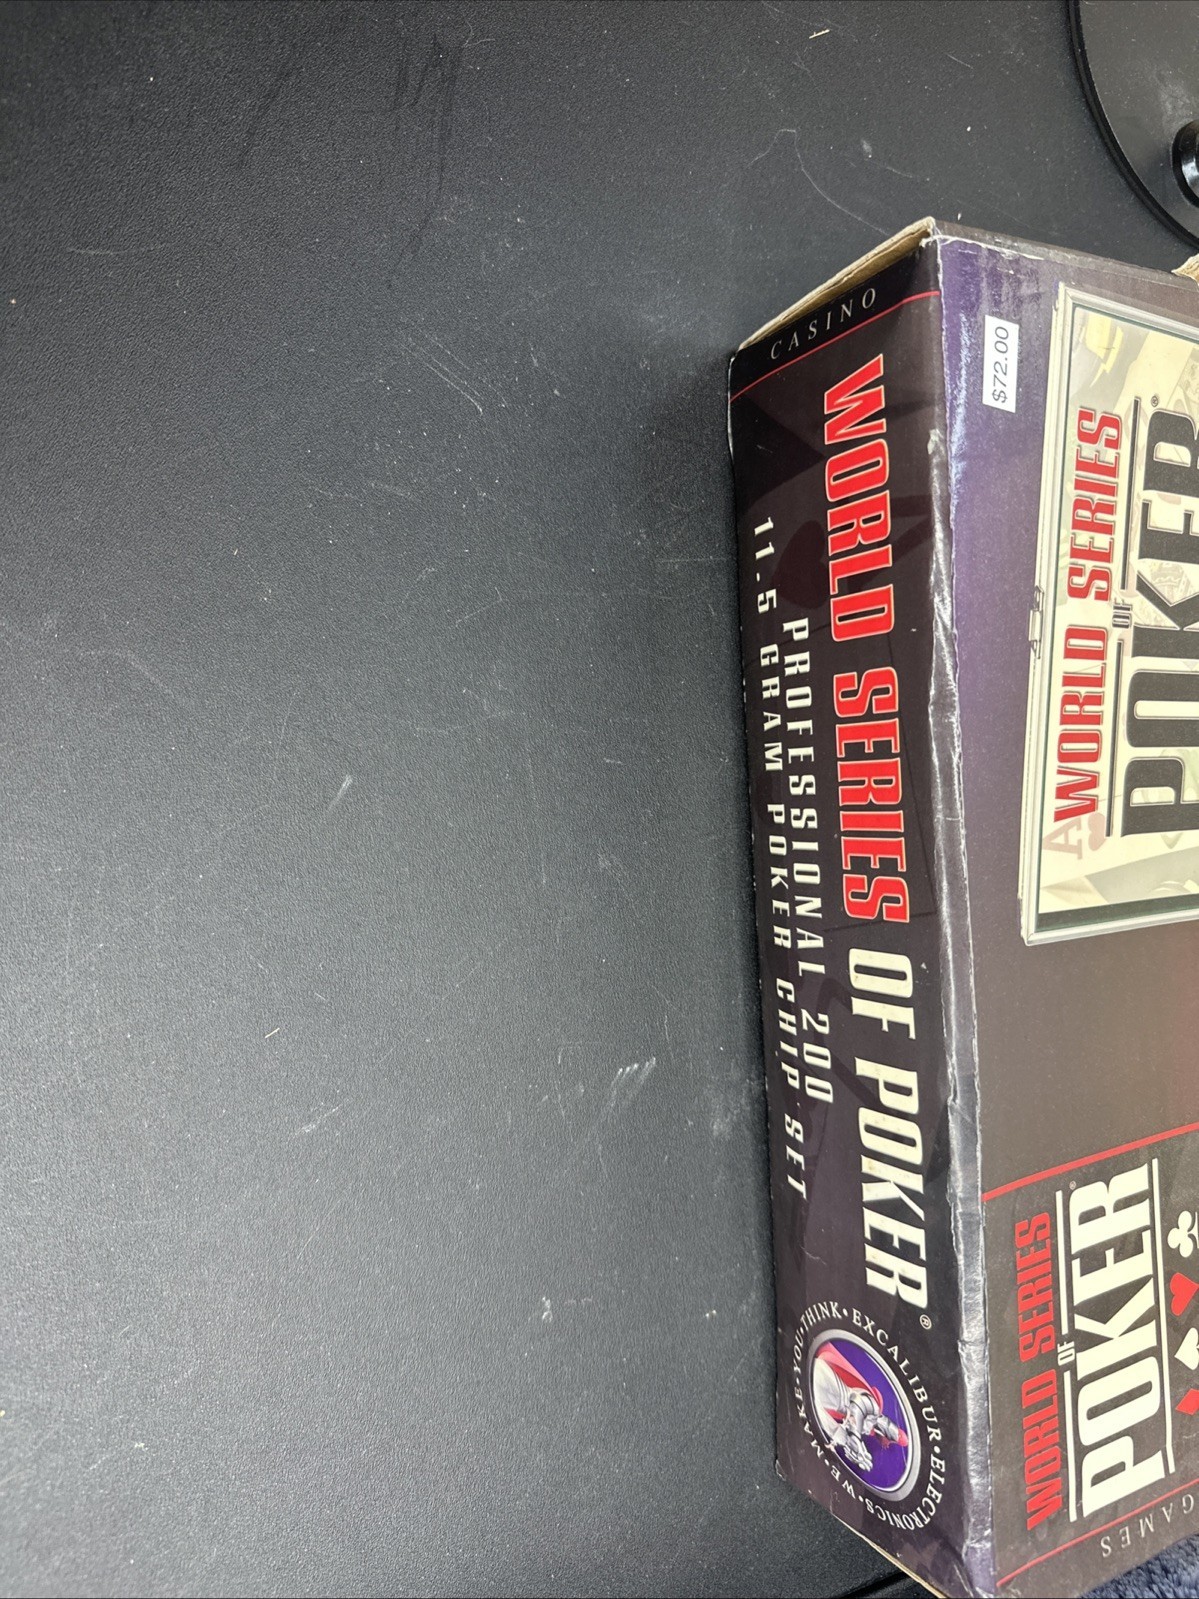 CASINO
WORLD SERIES OF POKER®
PROFESSIONAL 200
11.5 GRAM POKER CHIP SET
EXCALIBUR • ELECTRONICS • WE • MAKE • YOU • THINK •
$72.00
WORLD SERIES
OF
POKER®
A
WORLD SERIES
OF
POKER®
GAMES